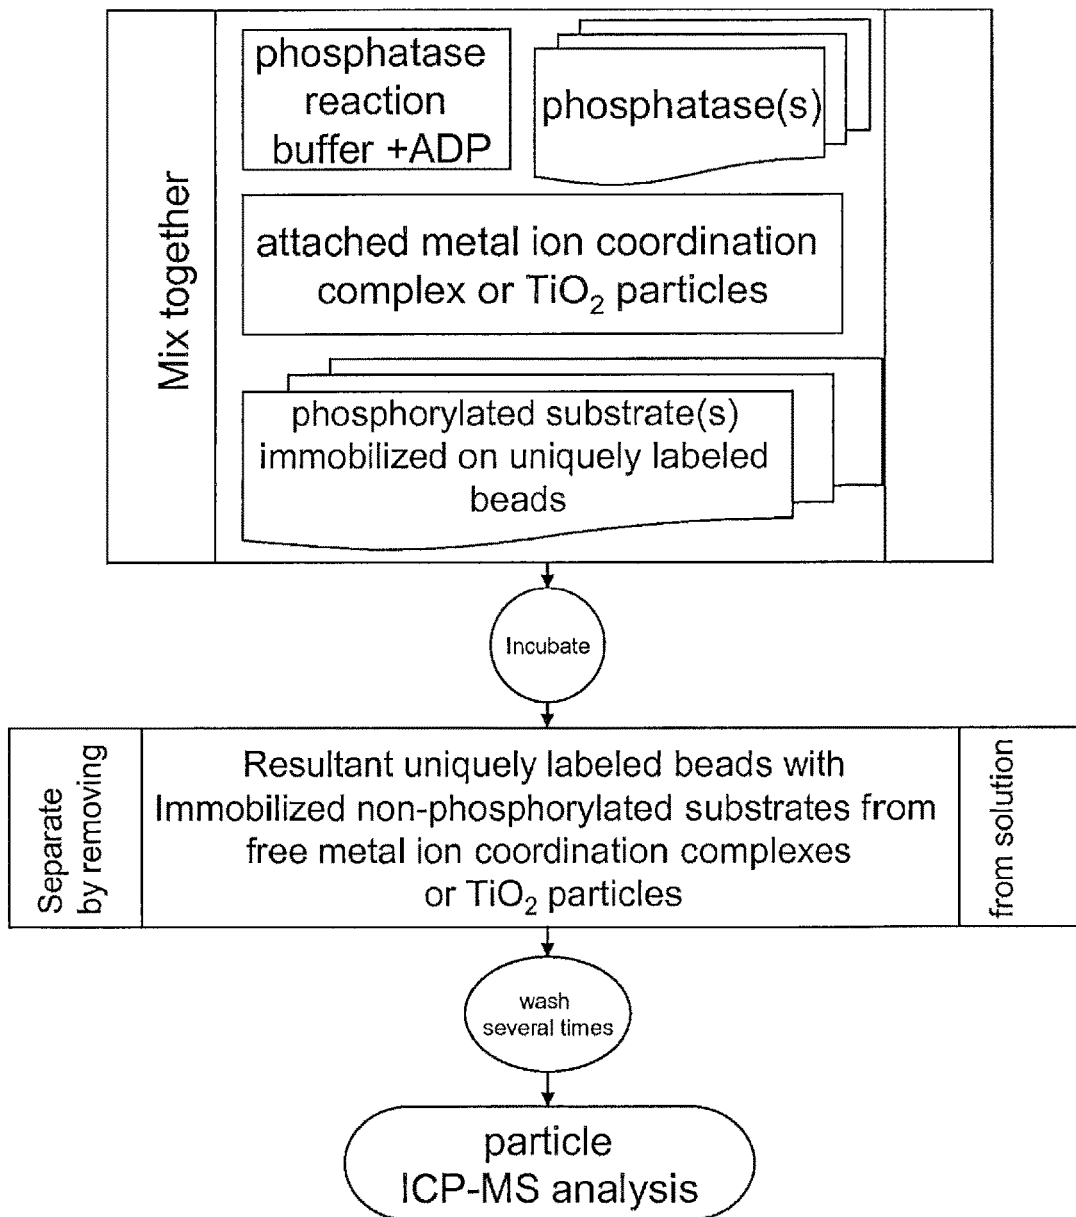 Mix together
phosphatase
reaction
buffer +ADP
phosphatase(s)
attached metal ion coordination
complex or TiO₂ particles
phosphorylated substrate(s)
immobilized on uniquely labeled
beads
Incubate
Separate
by removing
Resultant uniquely labeled beads with
Immobilized non-phosphorylated substrates from
free metal ion coordination complexes
or TiO₂ particles
from solution
wash
several times
particle
ICP-MS analysis